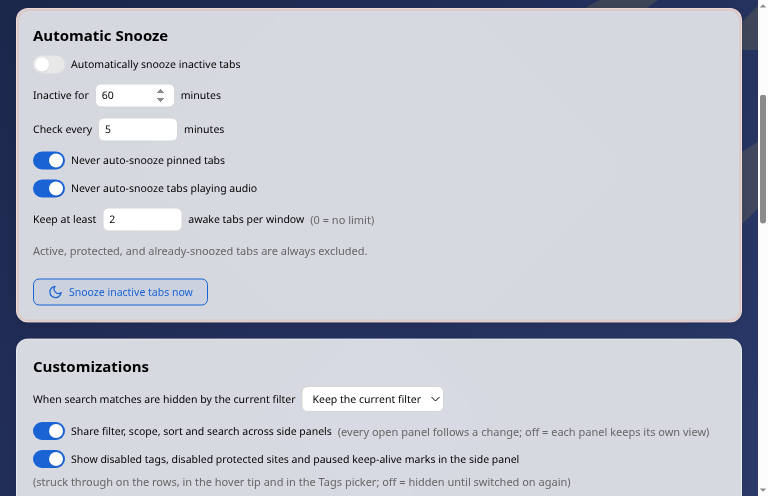 Automatic Snooze
Automatically snooze inactive tabs
Inactive for 60 minutes
Check every 5 minutes
Never auto-snooze pinned tabs
Never auto-snooze tabs playing audio
Keep at least 2 awake tabs per window (0 = no limit)
Active, protected, and already-snoozed tabs are always excluded.
Snooze inactive tabs now
Customizations
When search matches are hidden by the current filter Keep the current filter
Share filter, scope, sort and search across side panels (every open panel follows a change; off = each panel keeps its own view)
Show disabled tags, disabled protected sites and paused keep-alive marks in the side panel
(struck through on the rows, in the hover tip and in the Tags picker; off = hidden until switched on again)